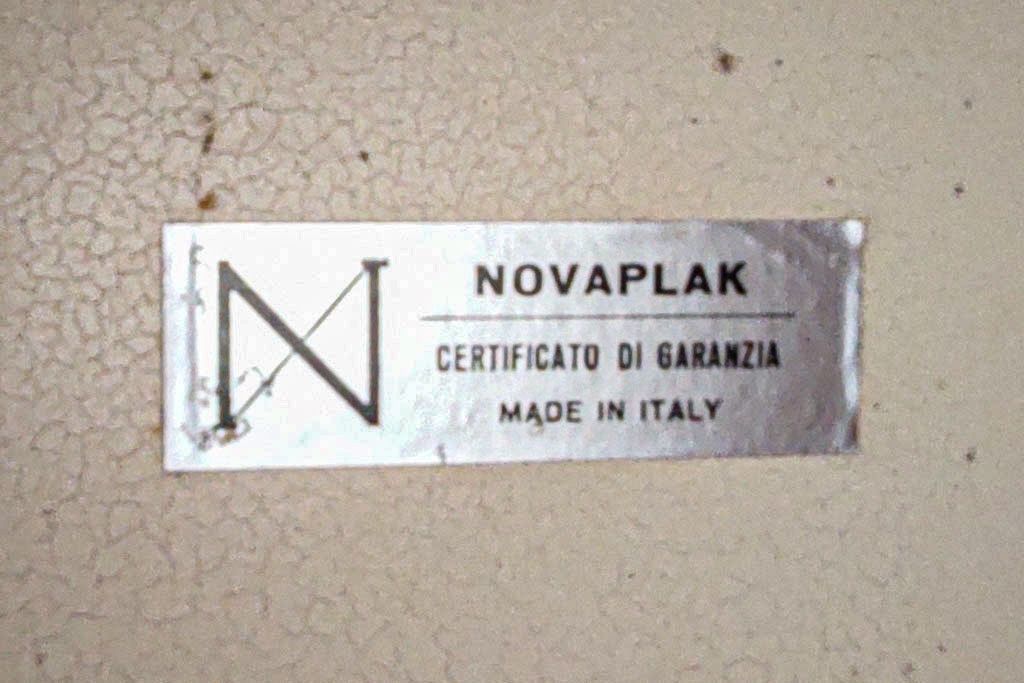 N
NOVAPLAK
CERTIFICATO DI GARANZIA
MADE IN ITALY